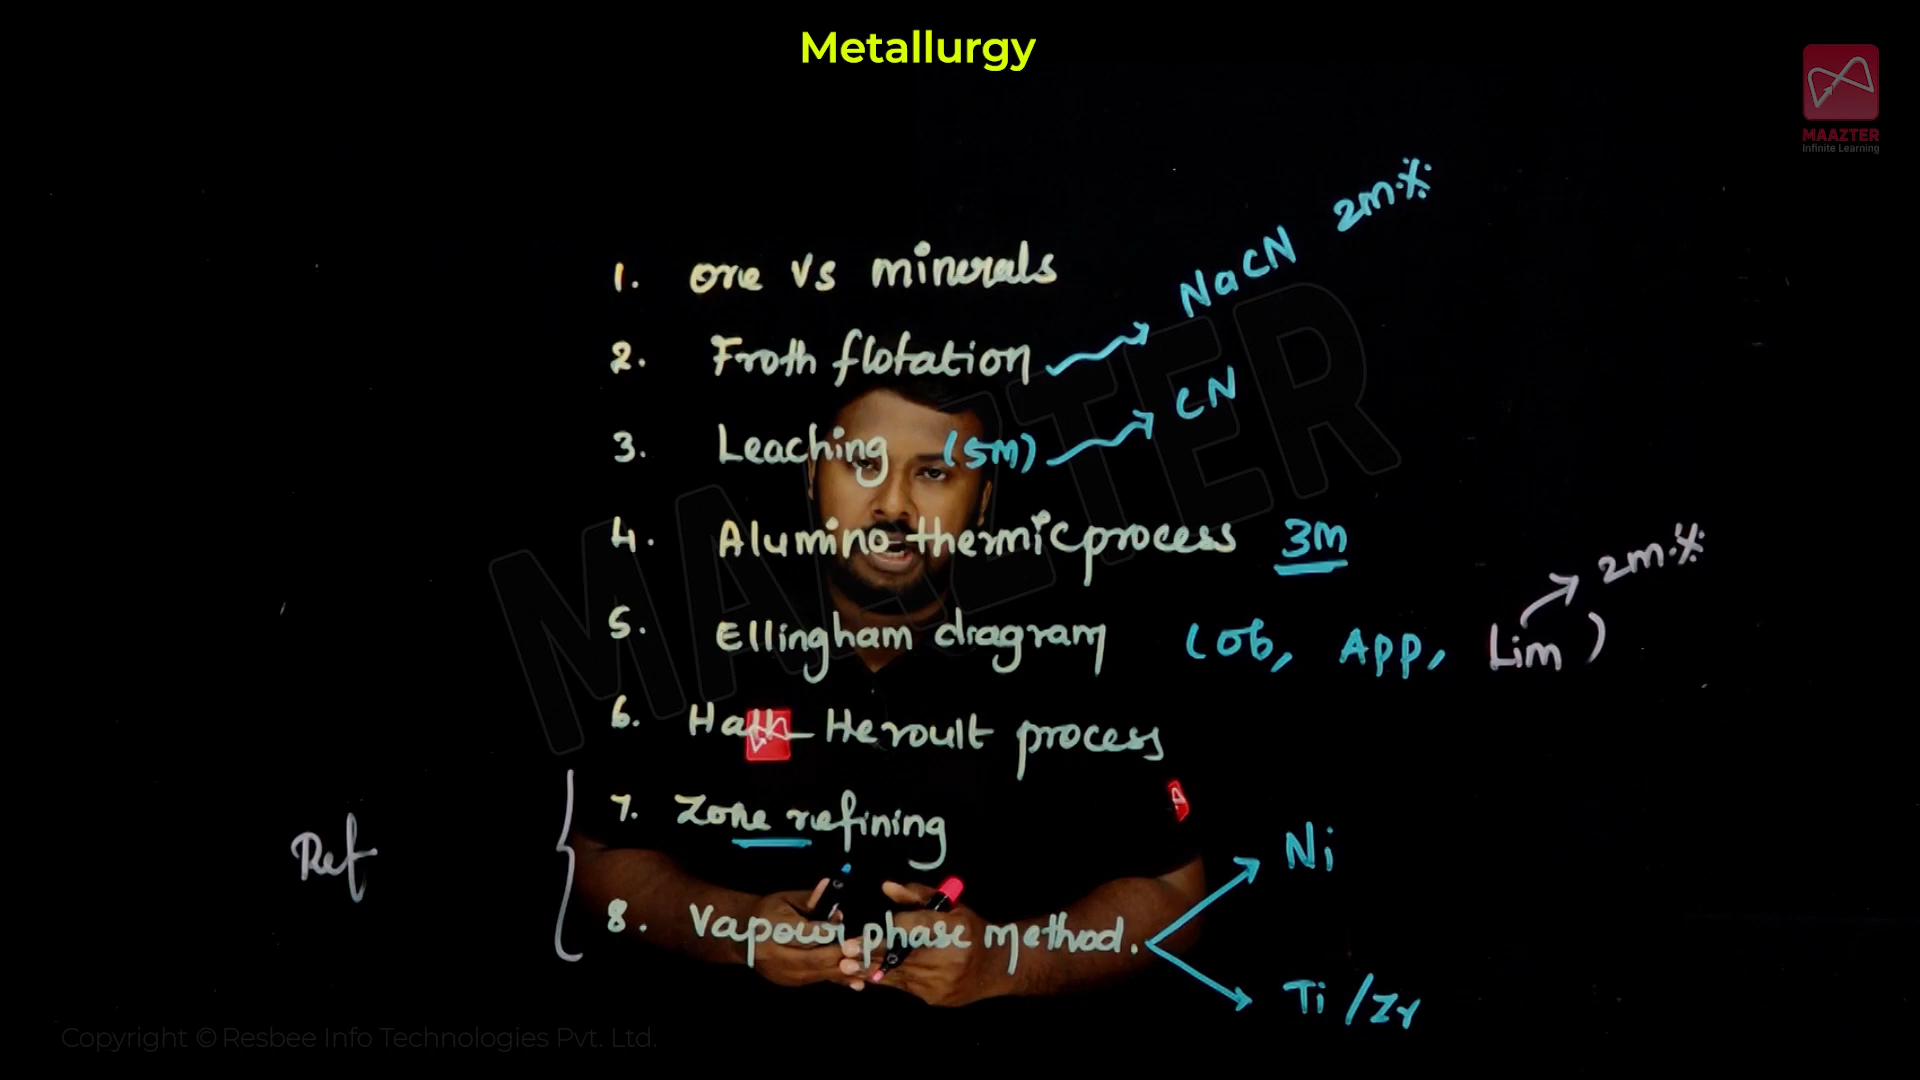 Metallurgy
MAAZTER
Infinite Learning
1. ore Vs minerals
2. Froth flotation → NaCN 2m.※
3. Leaching (5M) → CN
4. Alumino thermic process 3M
5. Ellingham diagram (Ob, App, Lim) → 2m.※
6. Hall - Heroult process
7. Zone refining
Ref
8. Vapour phase method. → Ni
Ti / Zr
MAAZTER
Copyright © Resbee Info Technologies Pvt. Ltd.